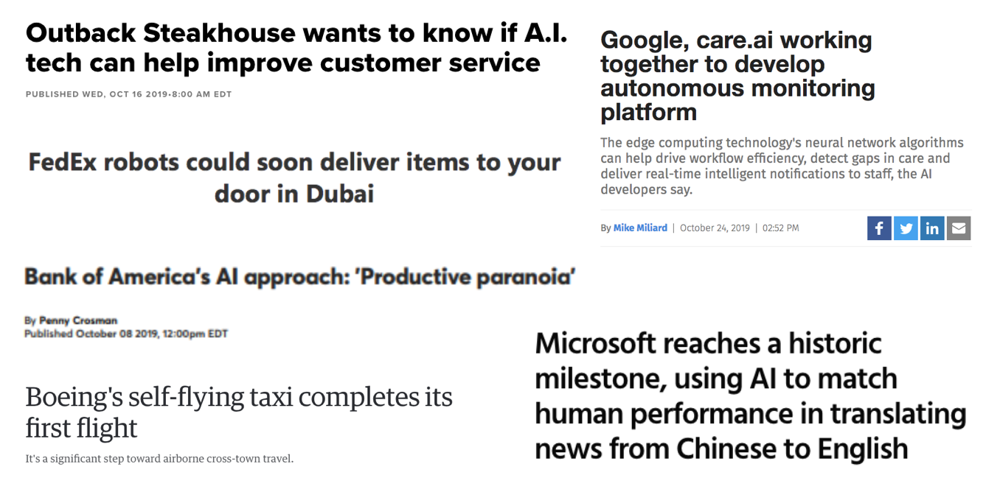 Outback Steakhouse wants to know if A.I.
tech can help improve customer service
PUBLISHED WED, OCT 16 2019•8:00 AM EDT
Google, care.ai working
together to develop
autonomous monitoring
platform
The edge computing technology's neural network algorithms
can help drive workflow efficiency, detect gaps in care and
deliver real-time intelligent notifications to staff, the AI
developers say.
By Mike Miliard | October 24, 2019 | 02:52 PM
FedEx robots could soon deliver items to your
door in Dubai
Bank of America's AI approach: 'Productive paranoia'
By Penny Crosman
Published October 08 2019, 12:00pm EDT
Boeing's self-flying taxi completes its
first flight
It's a significant step toward airborne cross-town travel.
Microsoft reaches a historic
milestone, using AI to match
human performance in translating
news from Chinese to English